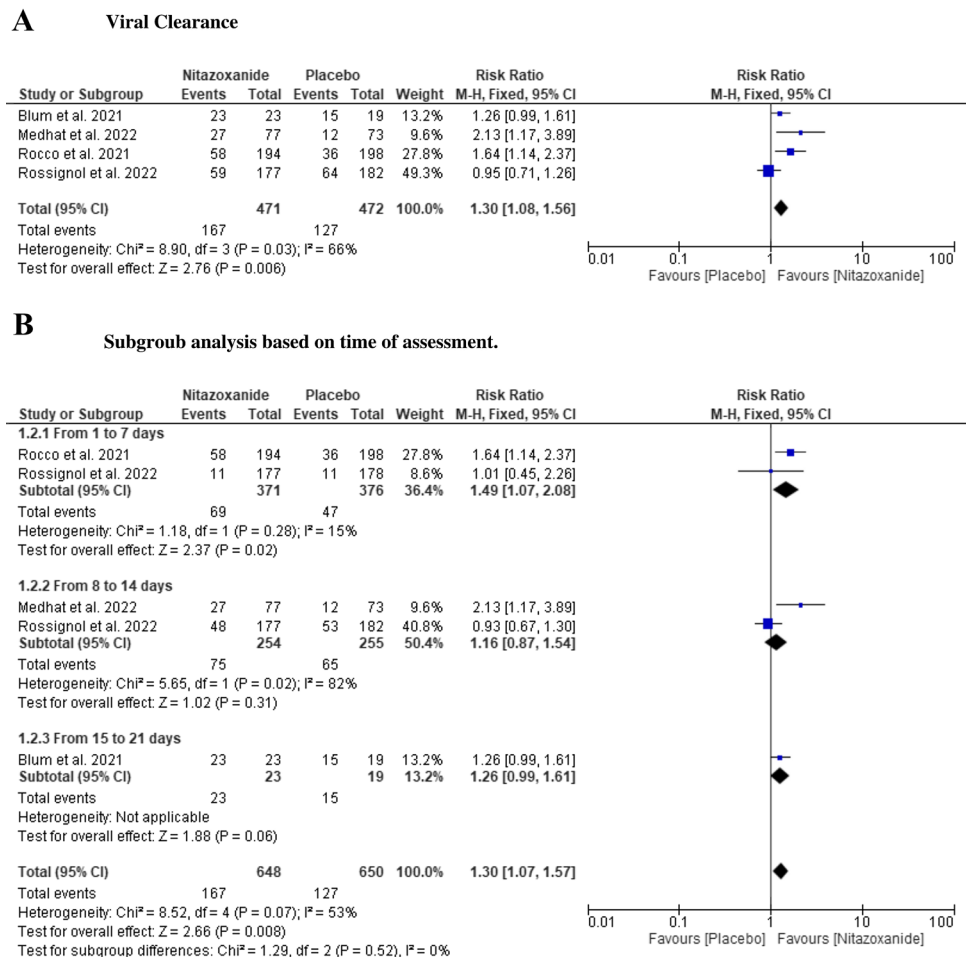 A
Viral Clearance
Nitazoxanide Placebo Risk Ratio Risk Ratio
Study or Subgroup Events Total Events Total Weight M-H, Fixed, 95% CI M-H, Fixed, 95% CI
Blum et al. 2021 23 23 15 19 13.2% 1.26 [0.99, 1.61]
Medhat et al. 2022 27 77 12 73 9.6% 2.13 [1.17, 3.89]
Rocco et al. 2021 58 194 36 198 27.8% 1.64 [1.14, 2.37]
Rossignol et al. 2022 59 177 64 182 49.3% 0.95 [0.71, 1.26]
Total (95% CI) 471 472 100.0% 1.30 [1.08, 1.56]
Total events 167 127
Heterogeneity: Chi² = 8.90, df = 3 (P = 0.03); I² = 66%
Test for overall effect: Z = 2.76 (P = 0.006)
0.01 0.1 1 10 100
Favours [Placebo] Favours [Nitazoxanide]
B
Subgroub analysis based on time of assessment.
Nitazoxanide Placebo Risk Ratio Risk Ratio
Study or Subgroup Events Total Events Total Weight M-H, Fixed, 95% CI M-H, Fixed, 95% CI
1.2.1 From 1 to 7 days
Rocco et al. 2021 58 194 36 198 27.8% 1.64 [1.14, 2.37]
Rossignol et al. 2022 11 177 11 178 8.6% 1.01 [0.45, 2.26]
Subtotal (95% CI) 371 376 36.4% 1.49 [1.07, 2.08]
Total events 69 47
Heterogeneity: Chi² = 1.18, df = 1 (P = 0.28); I² = 15%
Test for overall effect: Z = 2.37 (P = 0.02)
1.2.2 From 8 to 14 days
Medhat et al. 2022 27 77 12 73 9.6% 2.13 [1.17, 3.89]
Rossignol et al. 2022 48 177 53 182 40.8% 0.93 [0.67, 1.30]
Subtotal (95% CI) 254 255 50.4% 1.16 [0.87, 1.54]
Total events 75 65
Heterogeneity: Chi² = 5.65, df = 1 (P = 0.02); I² = 82%
Test for overall effect: Z = 1.02 (P = 0.31)
1.2.3 From 15 to 21 days
Blum et al. 2021 23 23 15 19 13.2% 1.26 [0.99, 1.61]
Subtotal (95% CI) 23 19 13.2% 1.26 [0.99, 1.61]
Total events 23 15
Heterogeneity: Not applicable
Test for overall effect: Z = 1.88 (P = 0.06)
Total (95% CI) 648 650 100.0% 1.30 [1.07, 1.57]
Total events 167 127
Heterogeneity: Chi² = 8.52, df = 4 (P = 0.07); I² = 53%
Test for overall effect: Z = 2.66 (P = 0.008)
Test for subgroup differences: Chi² = 1.29, df = 2 (P = 0.52), I² = 0%
0.01 0.1 1 10 100
Favours [Placebo] Favours [Nitazoxanide]